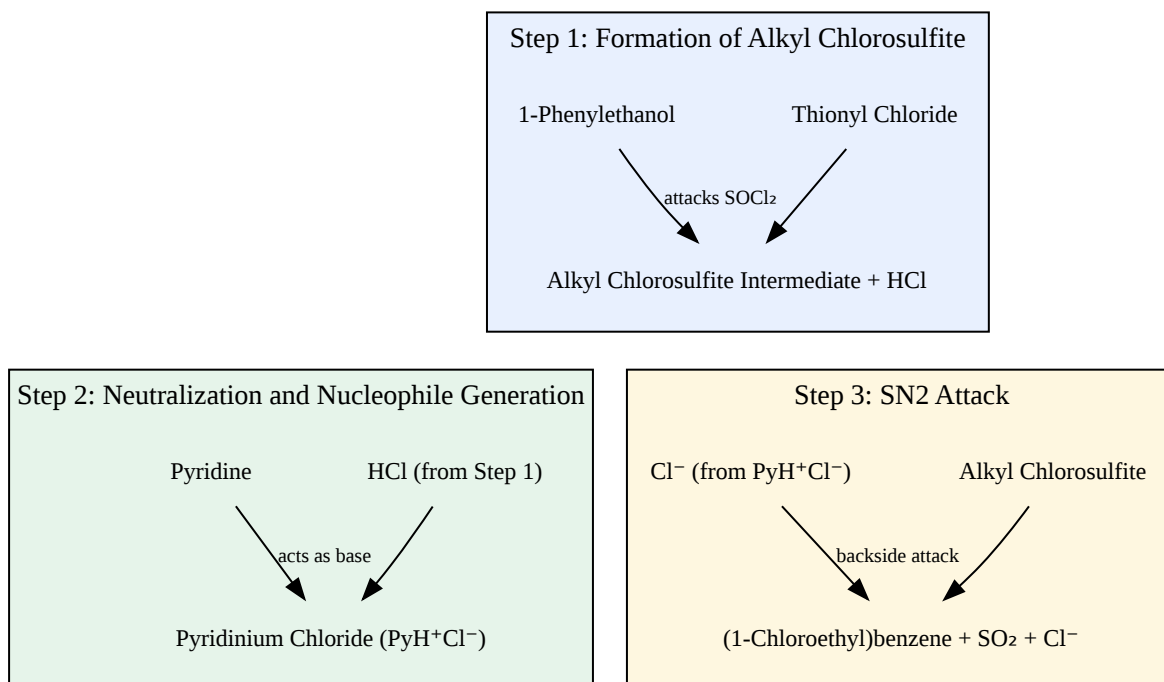 Step 1: Formation of Alkyl Chlorosulfite
1-Phenylethanol
Thionyl Chloride
attacks SOCl₂
Alkyl Chlorosulfite Intermediate + HCl
Step 2: Neutralization and Nucleophile Generation
Pyridine
HCl (from Step 1)
acts as base
Pyridinium Chloride (PyH⁺Cl⁻)
Step 3: SN2 Attack
Cl⁻ (from PyH⁺Cl⁻)
Alkyl Chlorosulfite
backside attack
(1-Chloroethyl)benzene + SO₂ + Cl⁻